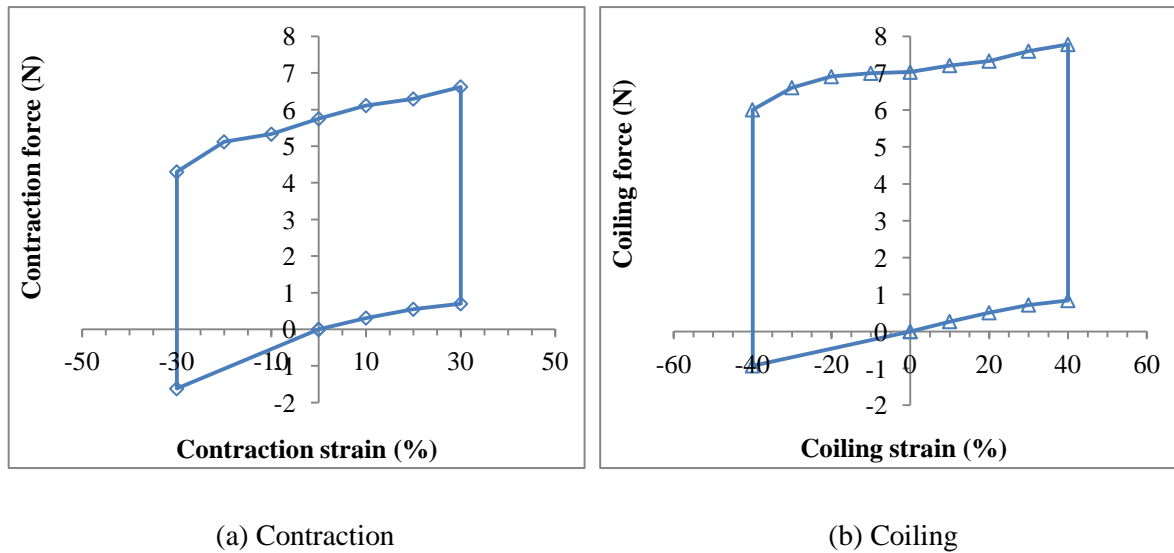 Contraction force (N)
8
7
6
5
4
3
2
1
0
-1
-2
-50 -30 -10 10 30 50
Contraction strain (%)
(a) Contraction
Coiling force (N)
8
7
6
5
4
3
2
1
0
-1
-2
-60 -40 -20 0 20 40 60
Coiling strain (%)
(b) Coiling